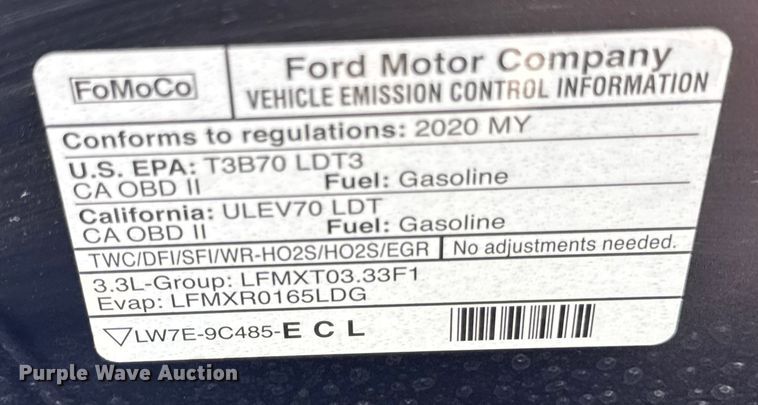 FoMoCo
Ford Motor Company
VEHICLE EMISSION CONTROL INFORMATION
Conforms to regulations: 2020 MY
U.S. EPA: T3B70 LDT3
CA OBD II Fuel: Gasoline
California: ULEV70 LDT
CA OBD II Fuel: Gasoline
TWC/DFI/SFI/WR-HO2S/HO2S/EGR No adjustments needed.
3.3L-Group: LFMXT03.33F1
Evap: LFMXR0165LDG
LW7E-9C485-E C L
Purple Wave Auction